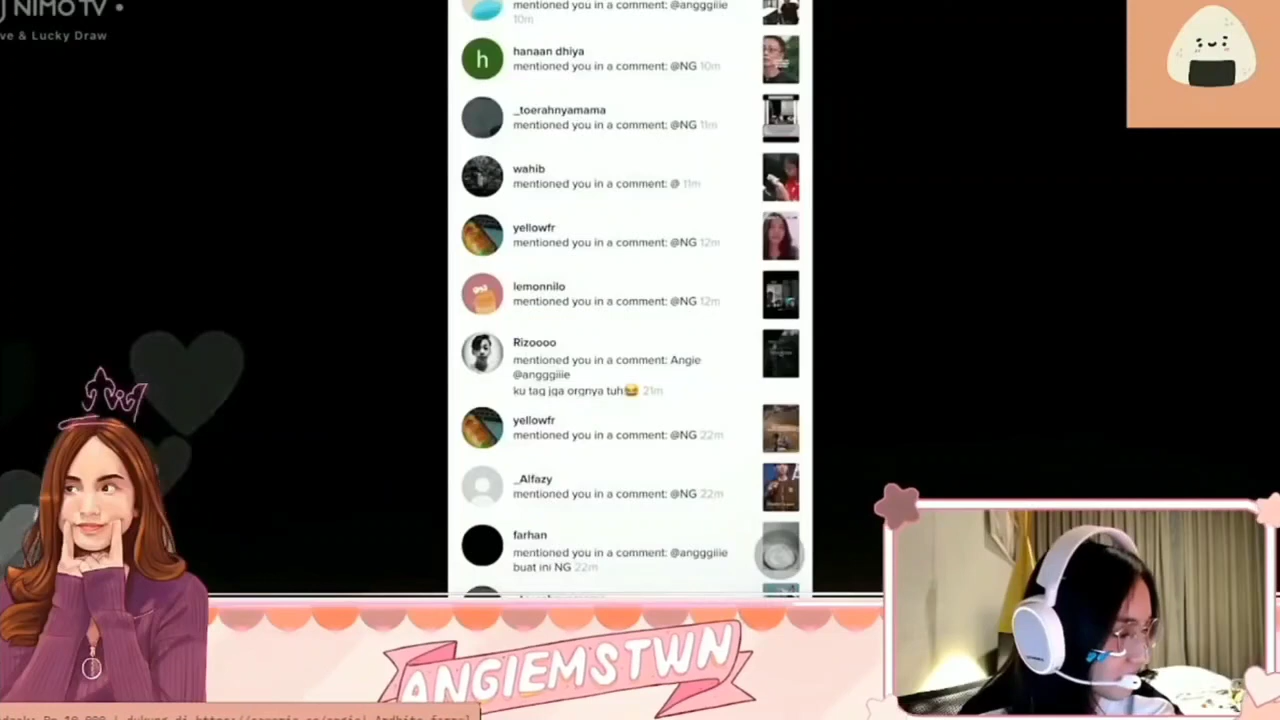 NIMO TV •
ve & Lucky Draw
mentioned you in a comment: @angggiiie
10m
hanaan dhiya
mentioned you in a comment: @NG 10m
_toerahnyamama
mentioned you in a comment: @NG 11m
wahib
mentioned you in a comment: @ 11m
yellowfr
mentioned you in a comment: @NG 12m
lemonnilo
mentioned you in a comment: @NG 12m
Rizoooo
mentioned you in a comment: Angie
@angggiiie
ku tag jga orgnya tuh😂 21m
yellowfr
mentioned you in a comment: @NG 22m
_Alfazy
mentioned you in a comment: @NG 22m
farhan
mentioned you in a comment: @angggiiie
buat ini NG 22m
h
ANGIEMSTWN